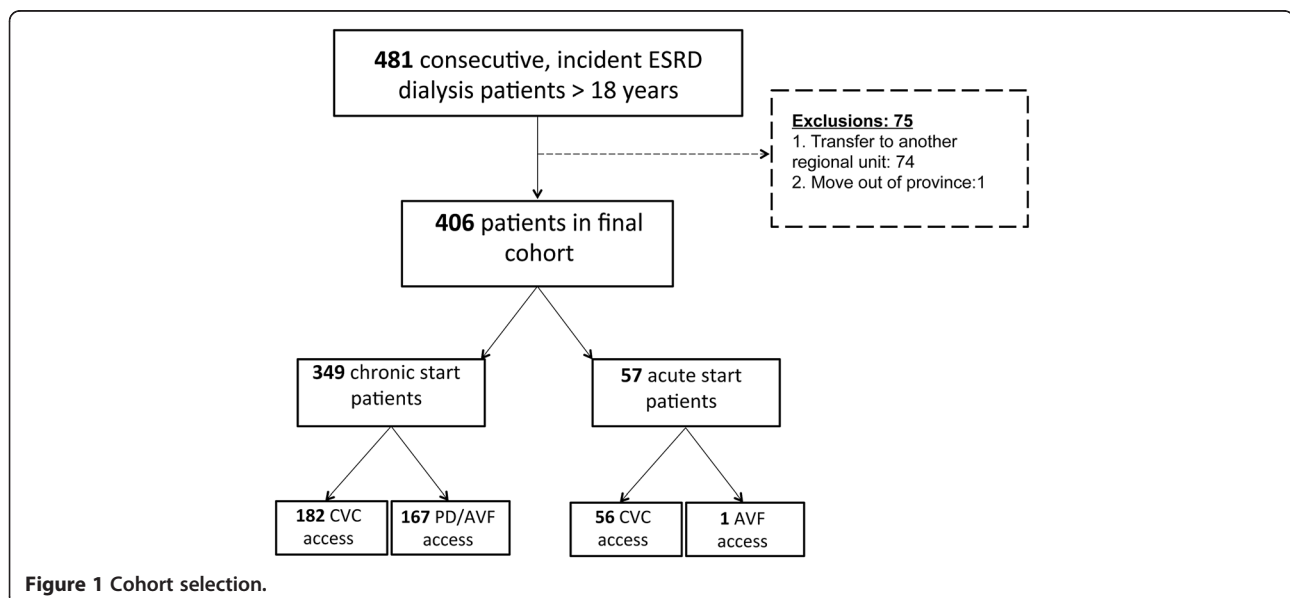 481 consecutive, incident ESRD
dialysis patients > 18 years
Exclusions: 75
1. Transfer to another
regional unit: 74
2. Move out of province:1
406 patients in final
cohort
349 chronic start
patients
57 acute start
patients
182 CVC
access
167 PD/AVF
access
56 CVC
access
1 AVF
access
Figure 1 Cohort selection.